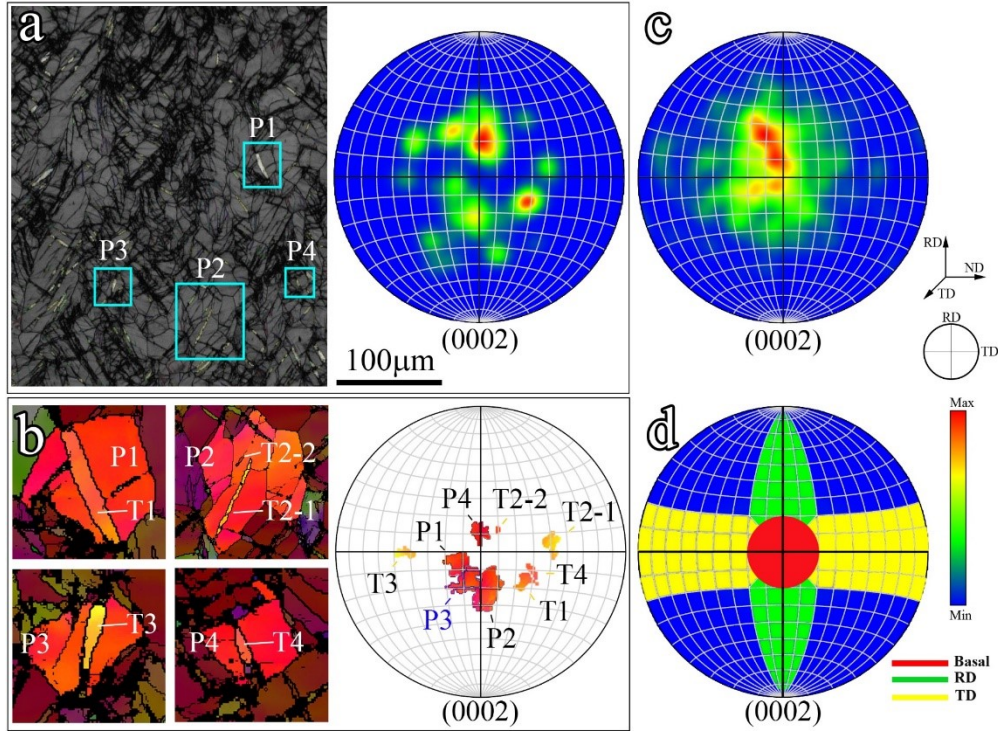 a
P1
P3
P2
P4
100μm
(0002)
c
(0002)
RD
ND
TD
RD
TD
b
P1
T1
P2
T2-2
T2-1
P3
T3
P4
T4
P4
T2-2
T2-1
P1
T3
T4
P3
T1
P2
(0002)
d
(0002)
Max
Min
Basal
RD
TD